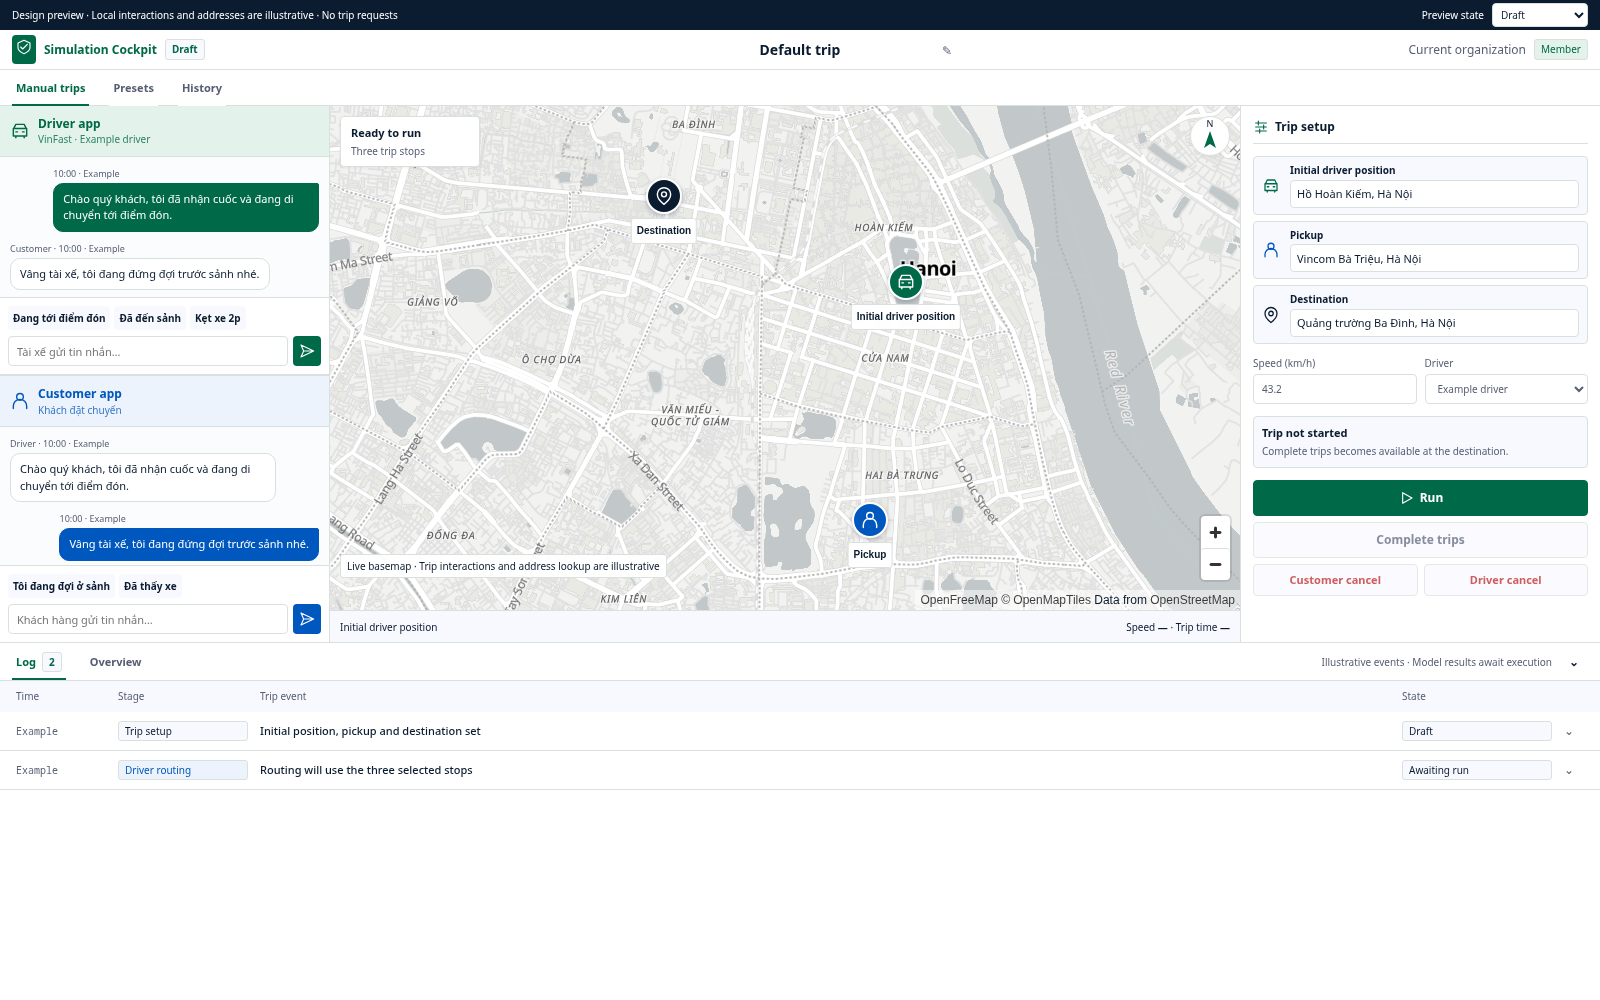 Design preview · Local interactions and addresses are illustrative · No trip requests
Preview state
Draft
Simulation Cockpit
Draft
Default trip
Current organization
Member
Manual trips
Presets
History
Driver app
VinFast · Example driver
10:00 · Example
Chào quý khách, tôi đã nhận cuốc và đang di
chuyển tới điểm đón.
Customer · 10:00 · Example
Vâng tài xế, tôi đang đứng đợi trước sảnh nhé.
Đang tới điểm đón
Đã đến sảnh
Kẹt xe 2p
Tài xế gửi tin nhắn...
Customer app
Khách đặt chuyến
Driver · 10:00 · Example
Chào quý khách, tôi đã nhận cuốc và đang di
chuyển tới điểm đón.
10:00 · Example
Vâng tài xế, tôi đang đứng đợi trước sảnh nhé.
Tôi đang đợi ở sảnh
Đã thấy xe
Khách hàng gửi tin nhắn...
Ready to run
Three trip stops
BA ĐÌNH
N
Destination
HOÀN KIẾM
Hanoi
Ma Street
GIẢNG VÕ
Initial driver position
Ô CHỢ DỪA
CỬA NAM
Red River
VĂN MIẾU -
QUỐC TỬ GIÁM
Lang Ha Street
Xa Dan Street
HAI BÀ TRƯNG
Lo Duc Street
Road
ĐỐNG ĐA
Pickup
Live basemap · Trip interactions and address lookup are illustrative
KIM LIÊN
OpenFreeMap © OpenMapTiles Data from OpenStreetMap
Initial driver position
Speed — · Trip time —
Trip setup
Initial driver position
Hồ Hoàn Kiếm, Hà Nội
Pickup
Vincom Bà Triệu, Hà Nội
Destination
Quảng trường Ba Đình, Hà Nội
Speed (km/h)
Driver
43.2
Example driver
Trip not started
Complete trips becomes available at the destination.
Run
Complete trips
Customer cancel
Driver cancel
Log 2
Overview
Illustrative events · Model results await execution
Time
Stage
Trip event
State
Example
Trip setup
Initial position, pickup and destination set
Draft
Example
Driver routing
Routing will use the three selected stops
Awaiting run